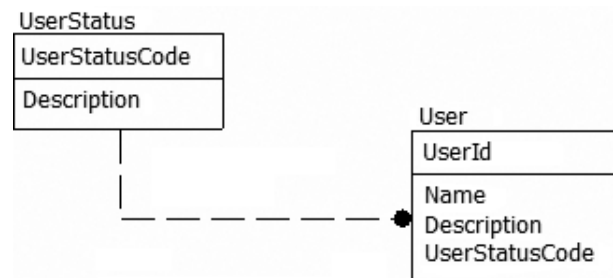 UserStatus
UserStatusCode
Description
User
UserId
Name
Description
UserStatusCode